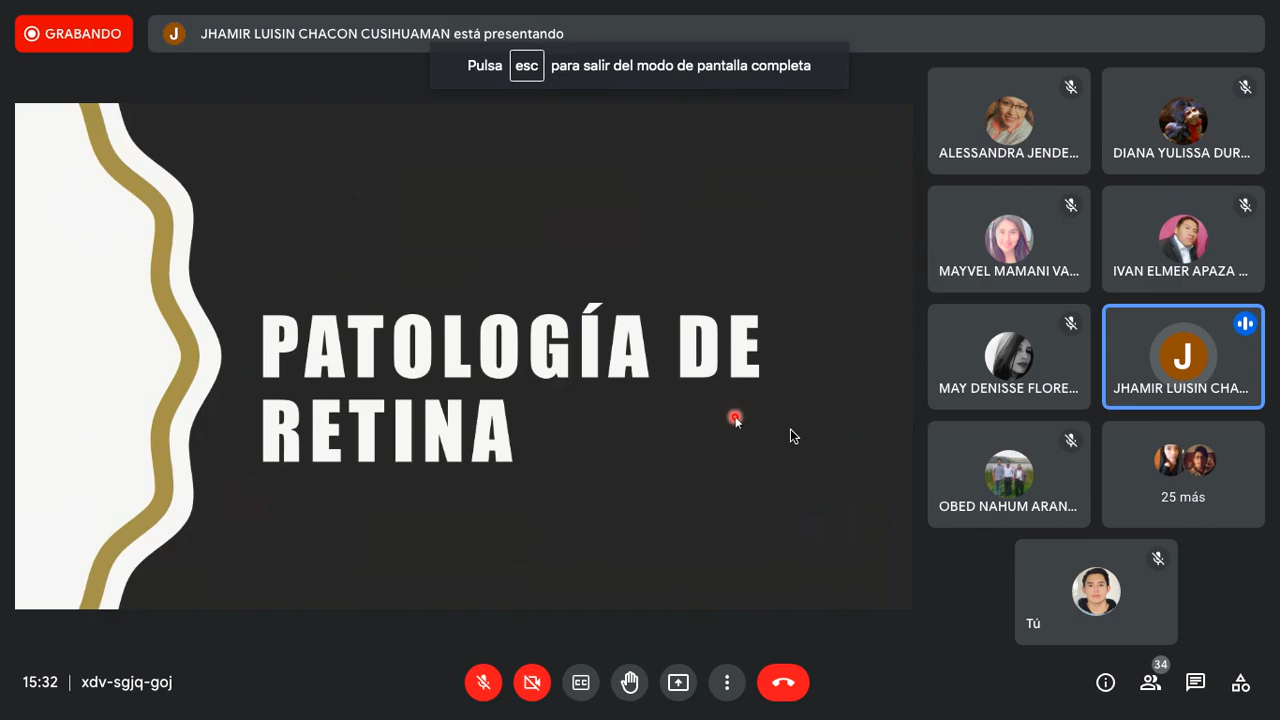 GRABANDO
J
JHAMIR LUISIN CHACON CUSIHUAMAN está presentando
Pulsa esc para salir del modo de pantalla completa
PATOLOGÍA DE
RETINA
ALESSANDRA JENDE...
DIANA YULISSA DUR...
MAYVEL MAMANI VA...
IVAN ELMER APAZA ...
MAY DENISSE FLORE...
J
JHAMIR LUISIN CHA...
OBED NAHUM ARAN...
25 más
Tú
15:32 | xdv-sgjq-goj
CC
34